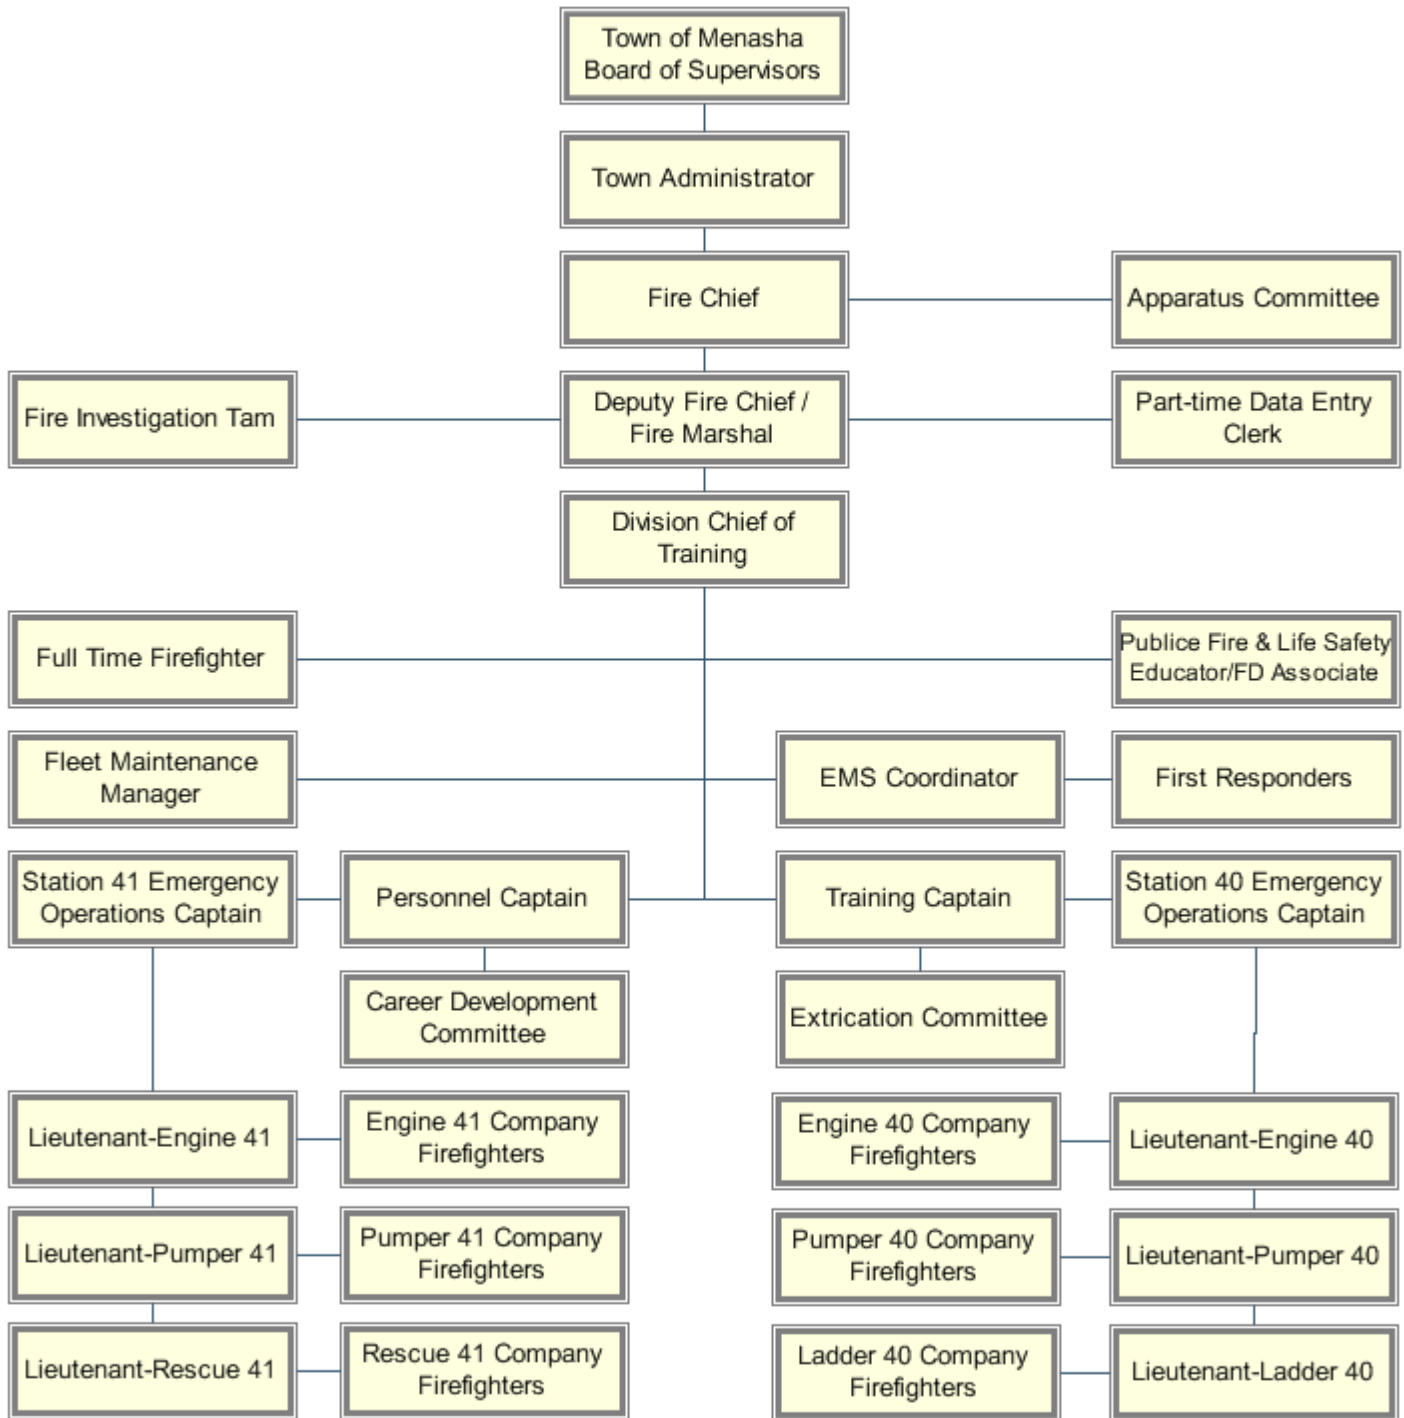 Town of Menasha
Board of Supervisors
Town Administrator
Fire Chief
Apparatus Committee
Fire Investigation Tam
Deputy Fire Chief /
Fire Marshal
Part-time Data Entry
Clerk
Division Chief of
Training
Full Time Firefighter
Publice Fire & Life Safety
Educator/FD Associate
Fleet Maintenance
Manager
EMS Coordinator
First Responders
Station 41 Emergency
Operations Captain
Personnel Captain
Training Captain
Station 40 Emergency
Operations Captain
Career Development
Committee
Extrication Committee
Lieutenant-Engine 41
Engine 41 Company
Firefighters
Engine 40 Company
Firefighters
Lieutenant-Engine 40
Lieutenant-Pumper 41
Pumper 41 Company
Firefighters
Pumper 40 Company
Firefighters
Lieutenant-Pumper 40
Lieutenant-Rescue 41
Rescue 41 Company
Firefighters
Ladder 40 Company
Firefighters
Lieutenant-Ladder 40